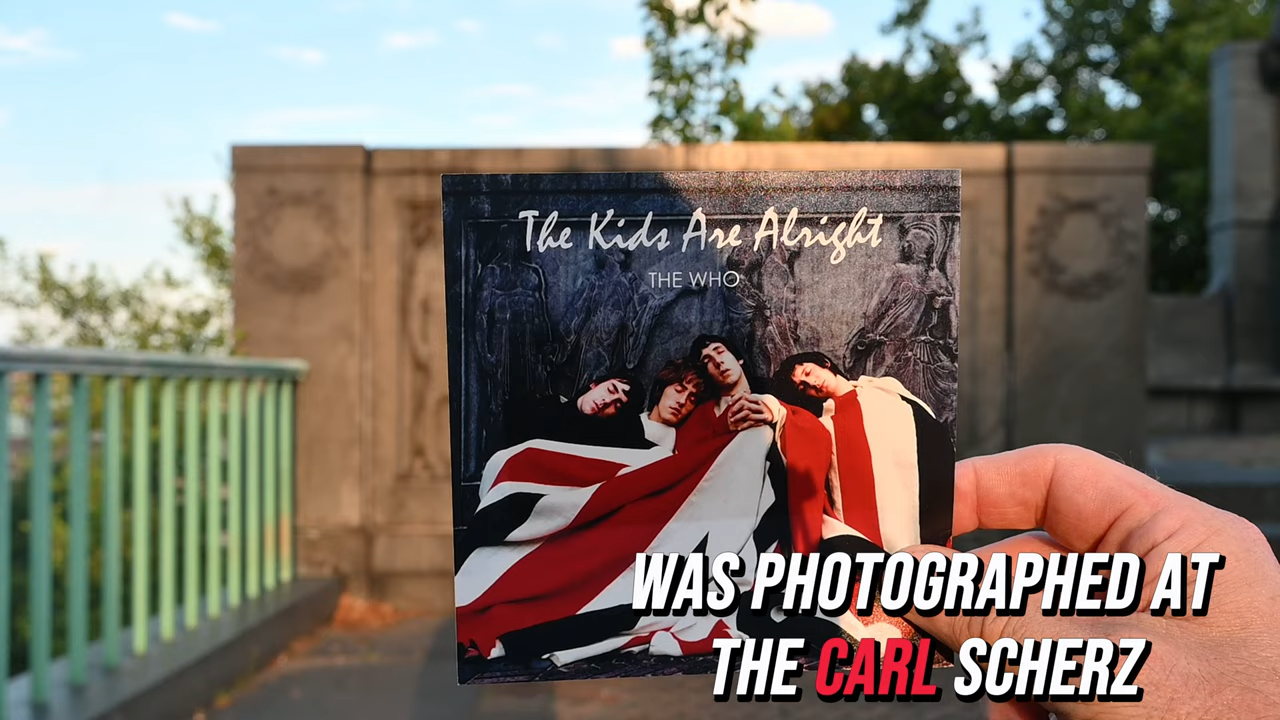 The Kids Are Alright
THE WHO
WAS PHOTOGRAPHED AT
THE CARL SCHERZ